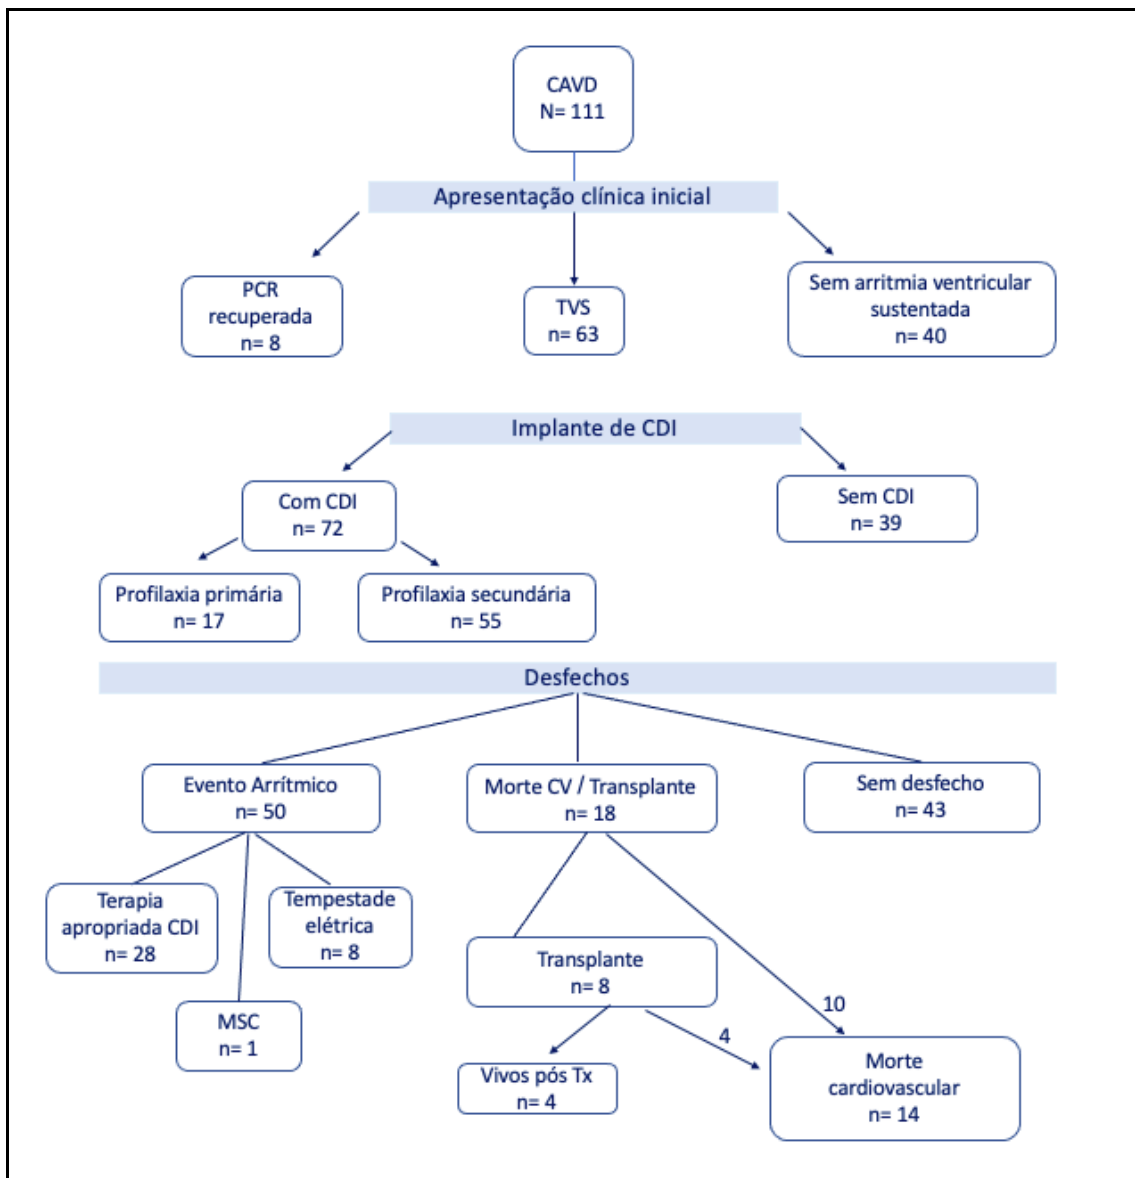 CAVD
N= 111
Apresentação clínica inicial
PCR
recuperada
n= 8
TVS
n= 63
Sem arritmia ventricular
sustentada
n= 40
Implante de CDI
Com CDI
n= 72
Sem CDI
n= 39
Profilaxia primária
n= 17
Profilaxia secundária
n= 55
Desfechos
Evento Arrítmico
n= 50
Morte CV / Transplante
n= 18
Sem desfecho
n= 43
Terapia
apropriada CDI
n= 28
Tempestade
elétrica
n= 8
MSC
n= 1
Transplante
n= 8
10
4
Vivos pós Tx
n= 4
Morte
cardiovascular
n= 14